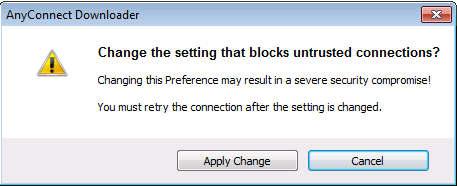 AnyConnect Downloader
Change the setting that blocks untrusted connections?
Changing this Preference may result in a severe security compromise!
You must retry the connection after the setting is changed.
Apply Change
Cancel